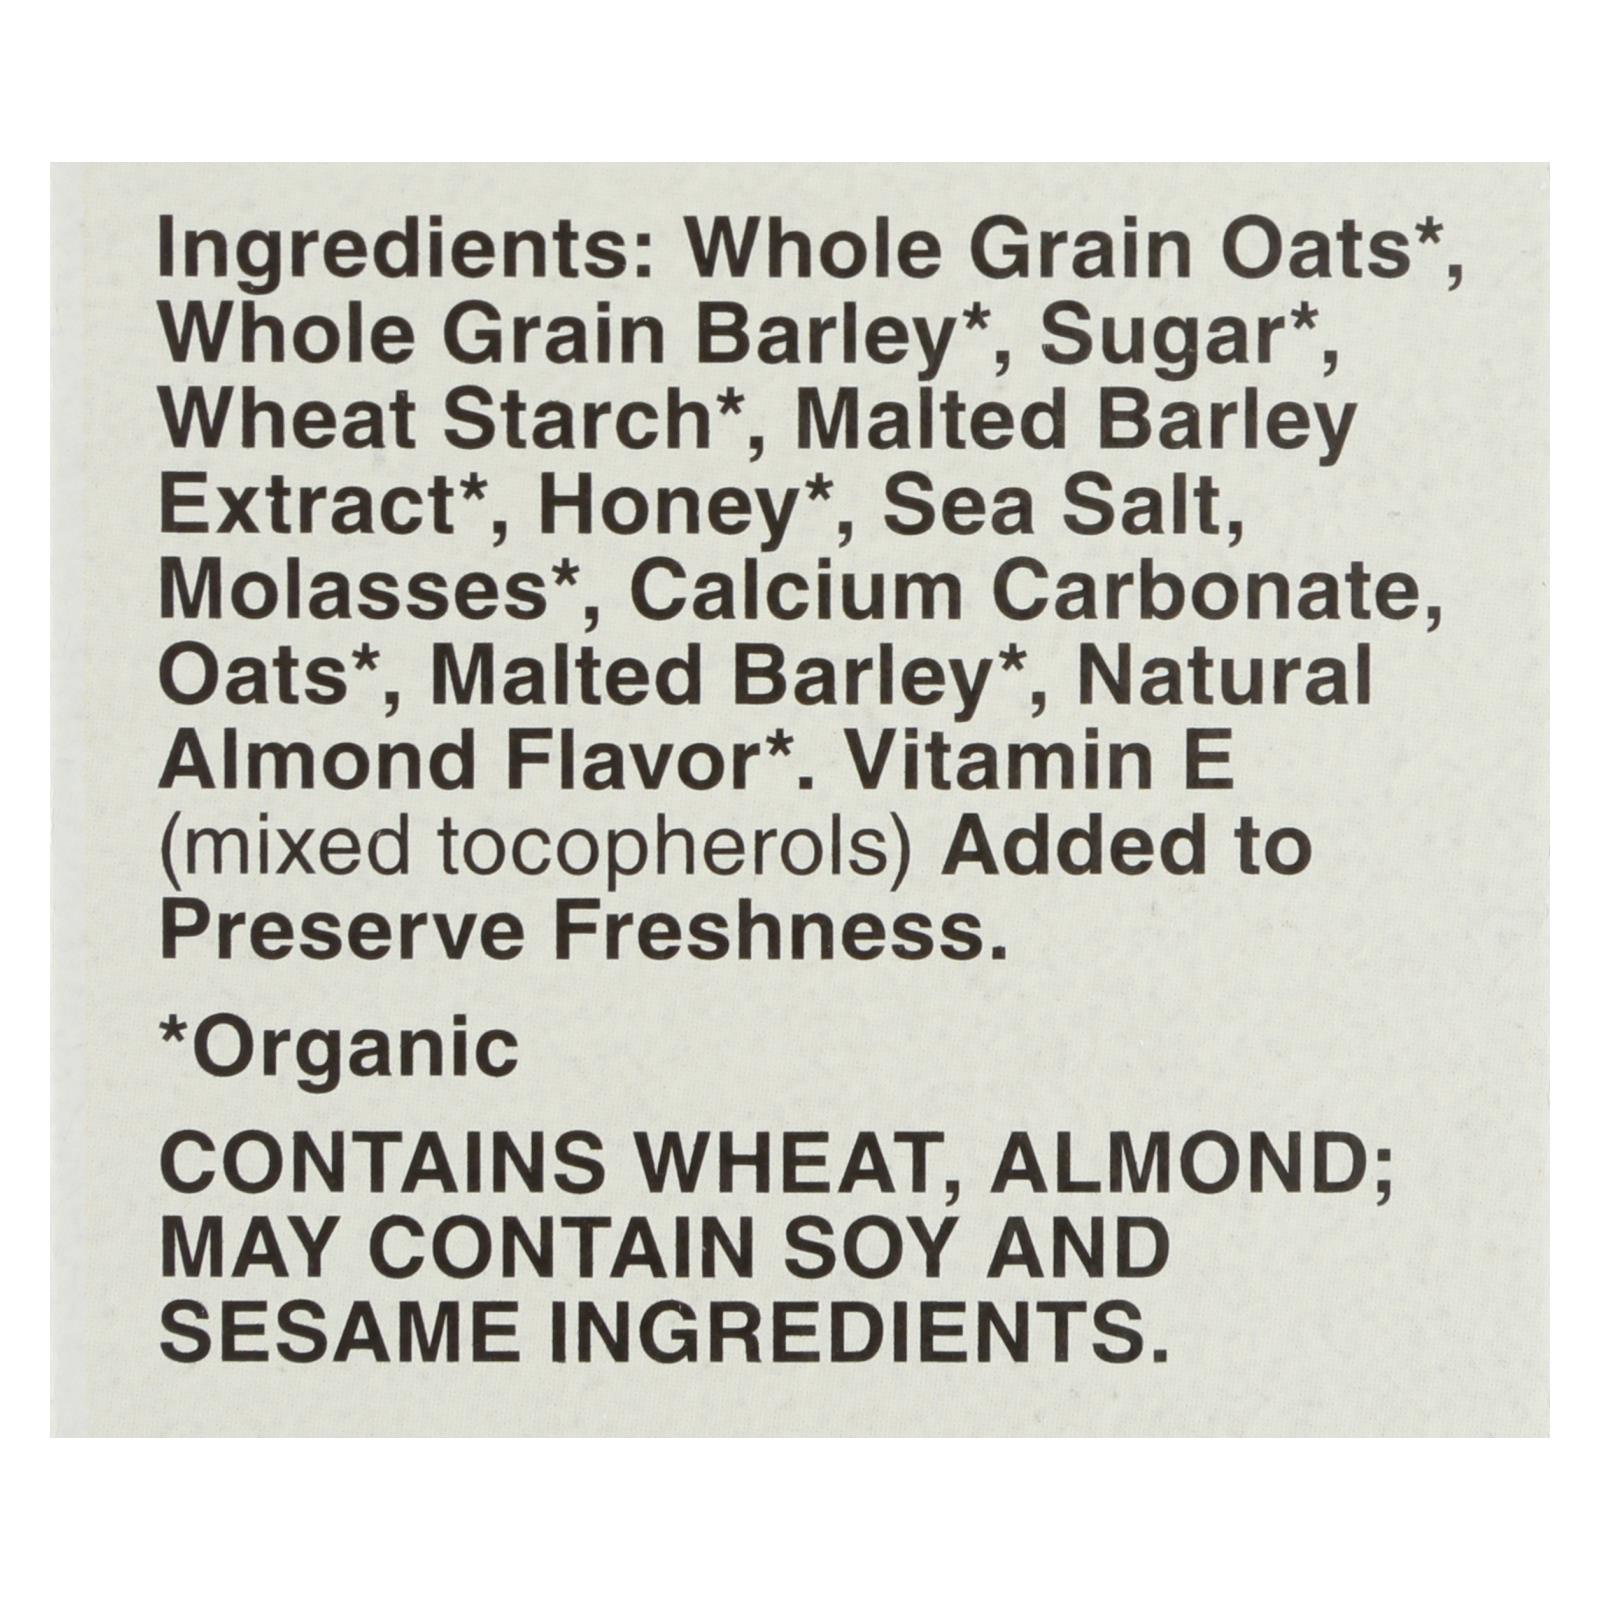 Ingredients: Whole Grain Oats*,
Whole Grain Barley*, Sugar*,
Wheat Starch*, Malted Barley
Extract*, Honey*, Sea Salt,
Molasses*, Calcium Carbonate,
Oats*, Malted Barley*, Natural
Almond Flavor*. Vitamin E
(mixed tocopherols) Added to
Preserve Freshness.
*Organic
CONTAINS WHEAT, ALMOND;
MAY CONTAIN SOY AND
SESAME INGREDIENTS.